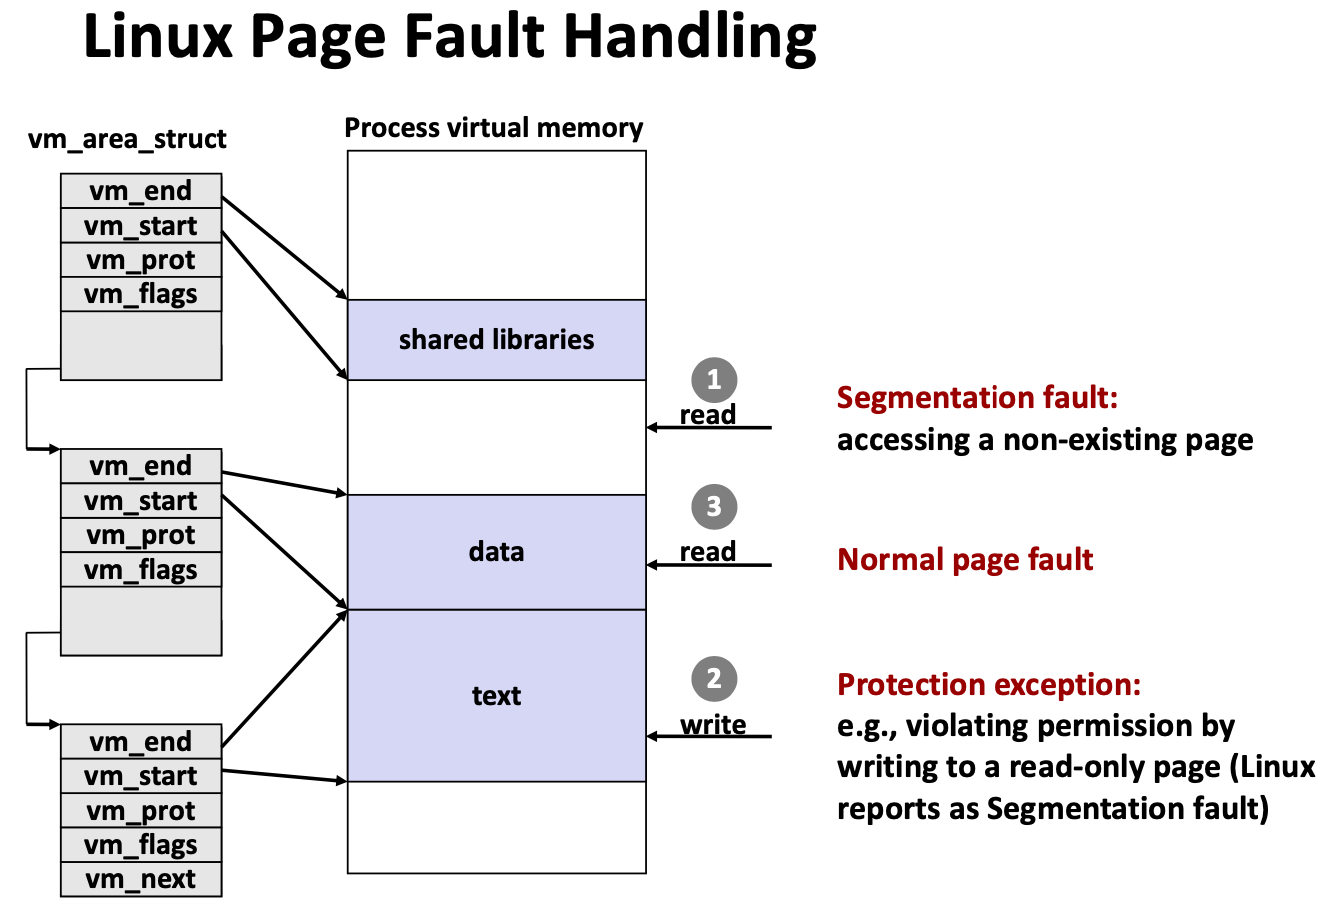 Linux Page Fault Handling
vm_area_struct
vm_end
vm_start
vm_prot
vm_flags
vm_end
vm_start
vm_prot
vm_flags
vm_end
vm_start
vm_prot
vm_flags
vm_next
Process virtual memory
shared libraries
data
text
1
read
Segmentation fault:
accessing a non-existing page
3
read
Normal page fault
2
write
Protection exception:
e.g., violating permission by
writing to a read-only page (Linux
reports as Segmentation fault)